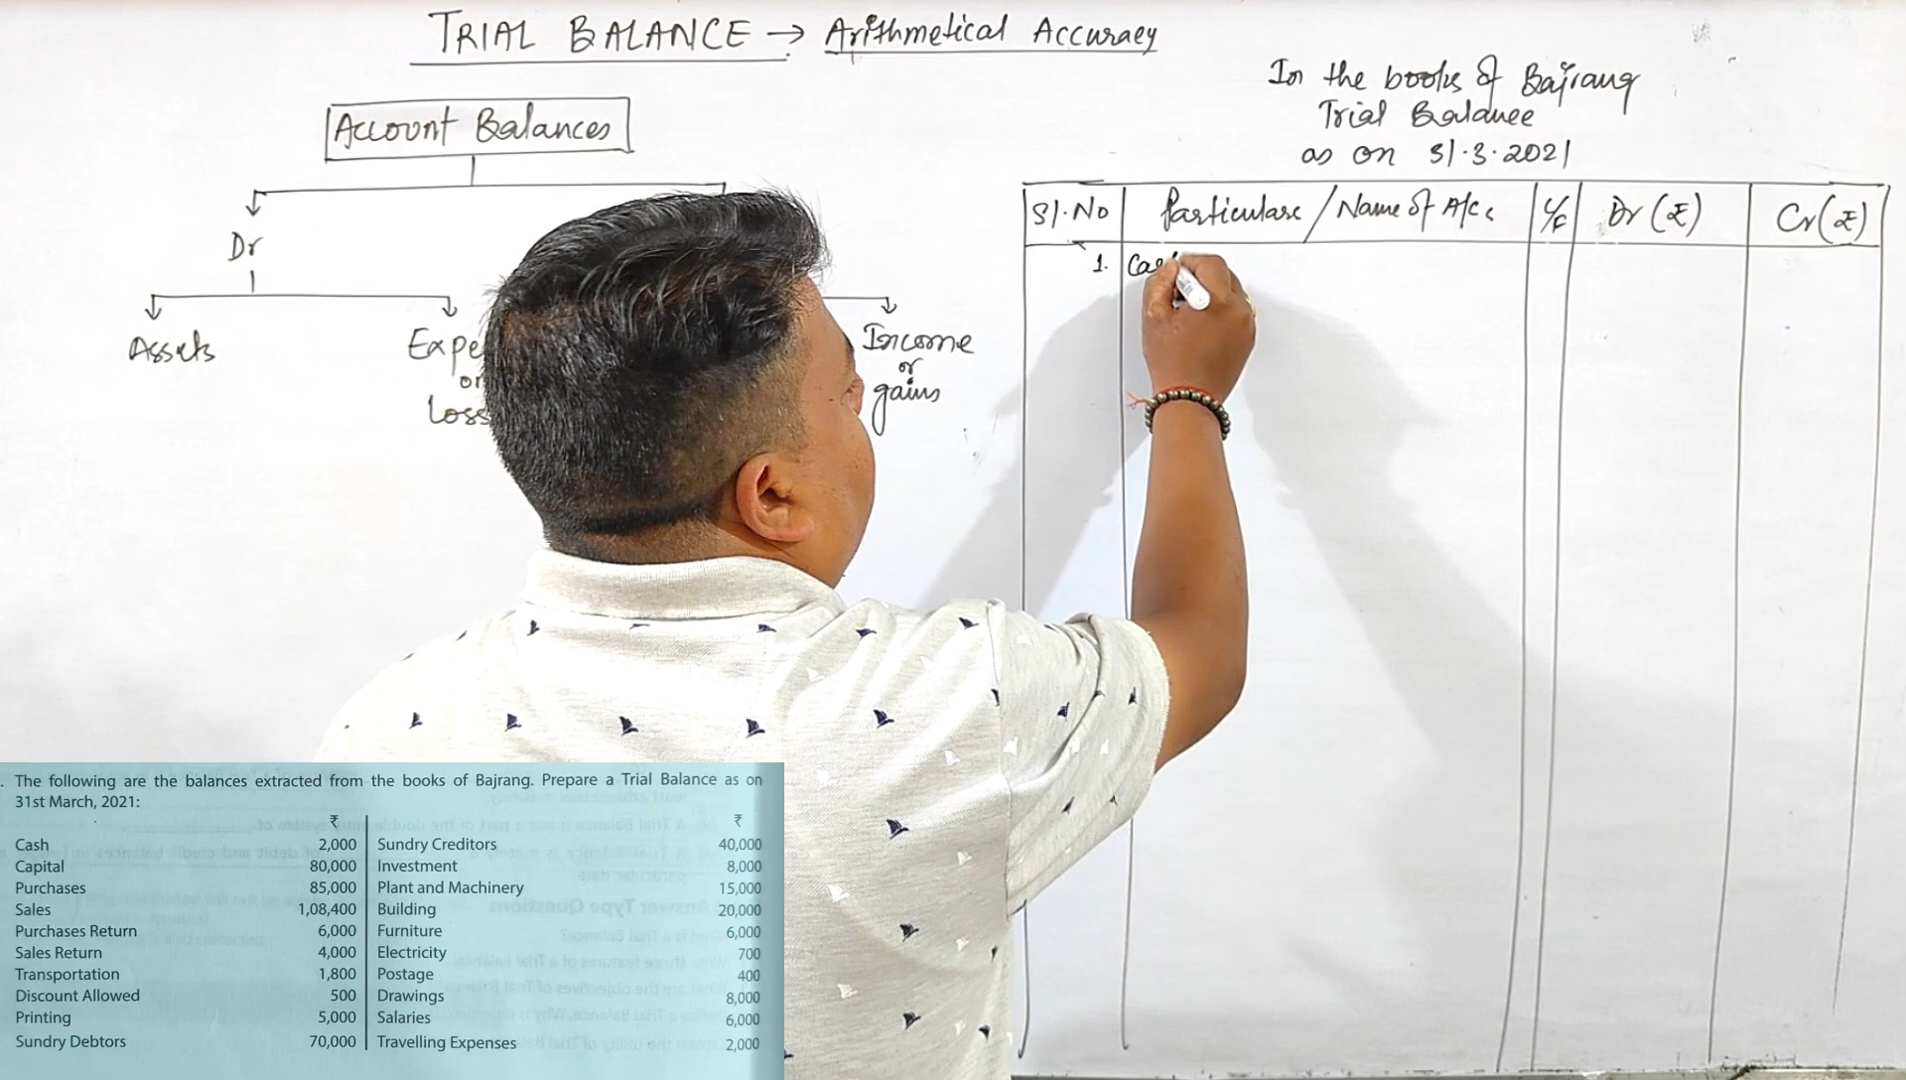 TRIAL BALANCE → Arithmetical Accuracy
Account Balances
Dr
Assets
Expe
or
Loss
Income
or
gains
In the books of Bajrang
Trial Balance
as on 31.3.2021
Sl.No Particulars / Name of A/Cs L/F Dr (₹) Cr (₹)
1. Cas
The following are the balances extracted from the books of Bajrang. Prepare a Trial Balance as on
31st March, 2021:
₹ ₹
Cash 2,000 Sundry Creditors 40,000
Capital 80,000 Investment 8,000
Purchases 85,000 Plant and Machinery 15,000
Sales 1,08,400 Building 20,000
Purchases Return 6,000 Furniture 6,000
Sales Return 4,000 Electricity 700
Transportation 1,800 Postage 400
Discount Allowed 500 Drawings 8,000
Printing 5,000 Salaries 6,000
Sundry Debtors 70,000 Travelling Expenses 2,000